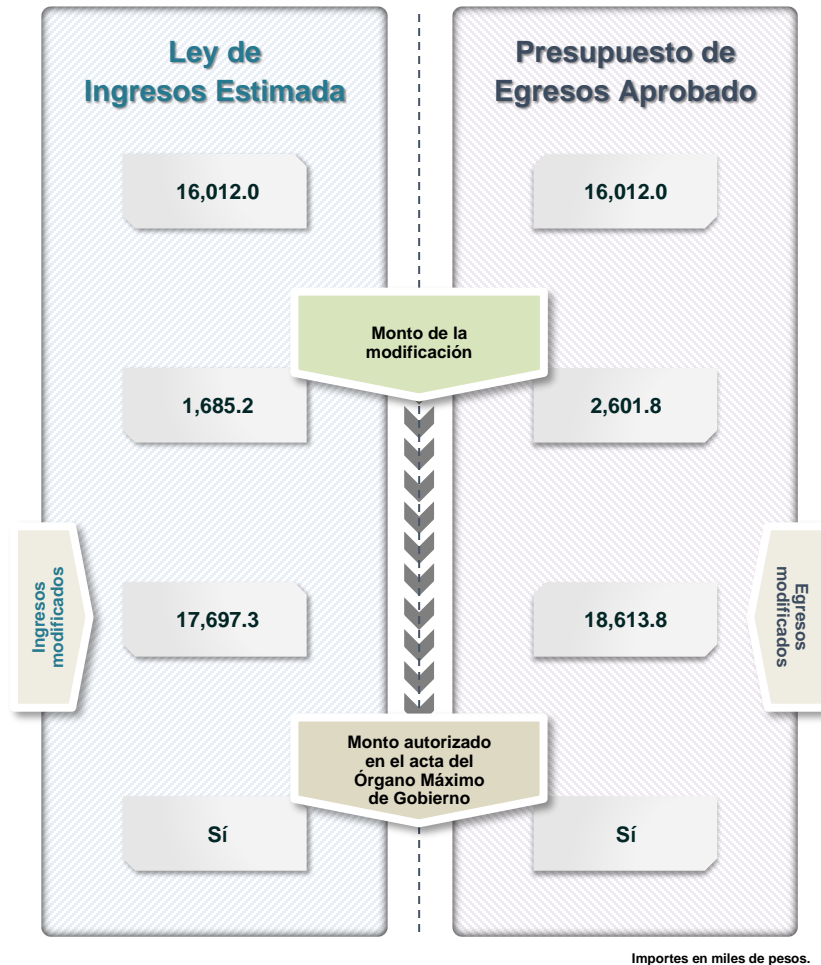 Ley de
Ingresos Estimada
Presupuesto de
Egresos Aprobado
16,012.0
16,012.0
Monto de la
modificación
1,685.2
2,601.8
Ingresos
modificados
17,697.3
18,613.8
Egresos
modificados
Monto autorizado
en el acta del
Órgano Máximo
de Gobierno
Sí
Sí
Importes en miles de pesos.